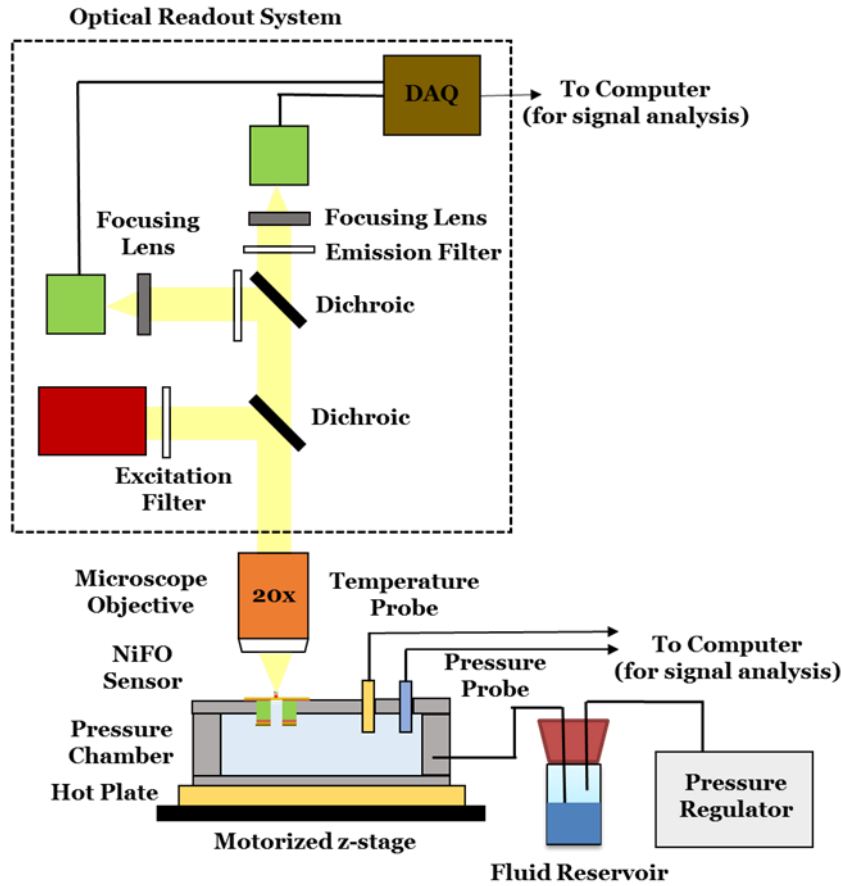 Optical Readout System
DAQ
To Computer
(for signal analysis)
Focusing
Lens
Focusing Lens
Emission Filter
Dichroic
Dichroic
Excitation
Filter
Microscope
Objective
20x
Temperature
Probe
NiFO
Sensor
Pressure
Probe
To Computer
(for signal analysis)
Pressure
Chamber
Hot Plate
Pressure
Regulator
Motorized z-stage
Fluid Reservoir